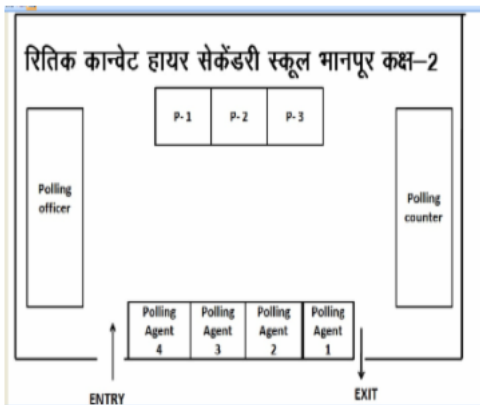 रितिक कान्वेट हायर सेकेंडरी स्कूल भानपूर कक्ष–2
P-1 P-2 P-3
Polling
officer
Polling
counter
Polling
Agent
4
Polling
Agent
3
Polling
Agent
2
Polling
Agent
1
ENTRY
EXIT